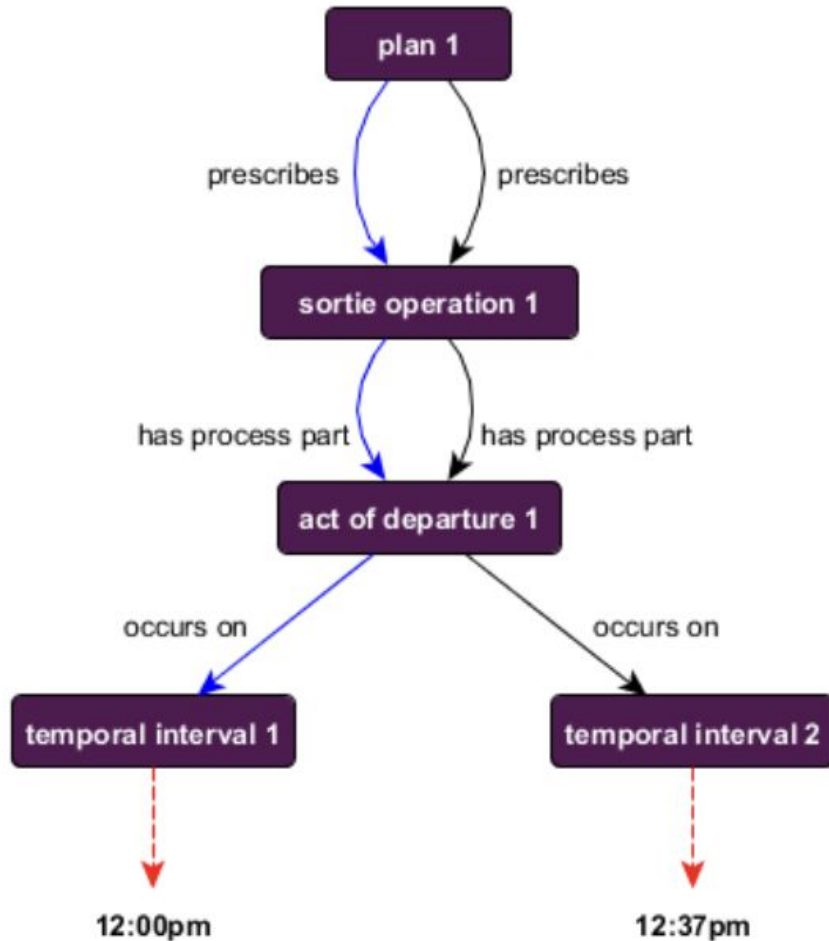 plan 1
prescribes
prescribes
sortie operation 1
has process part
has process part
act of departure 1
occurs on
occurs on
temporal interval 1
temporal interval 2
12:00pm
12:37pm